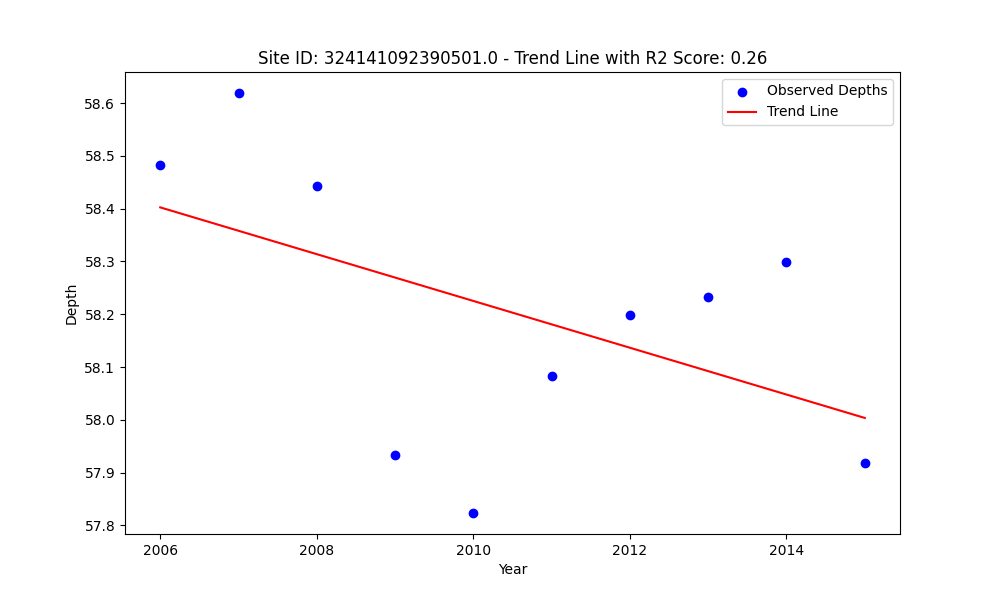 Site ID: 324141092390501.0 - Trend Line with R2 Score: 0.26
Observed Depths
Trend Line
58.6
58.5
58.4
58.3
58.2
58.1
58.0
57.9
57.8
Depth
2006
2008
2010
2012
2014
Year